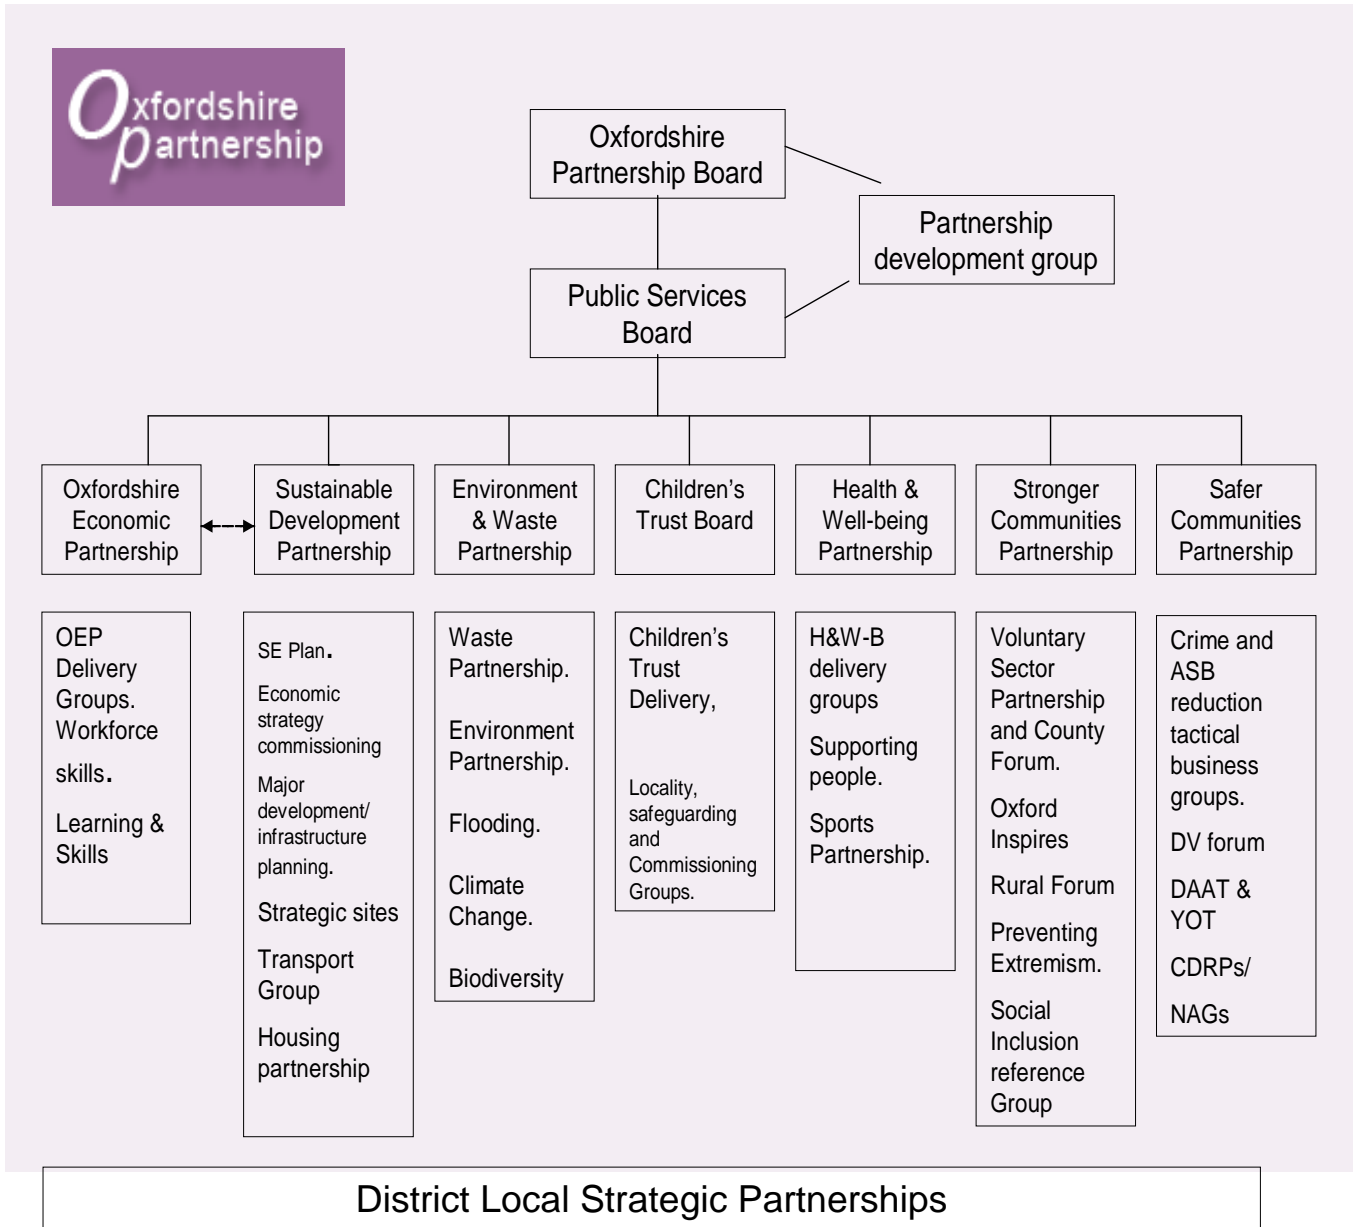 Oxfordshire
Partnership
Oxfordshire
Partnership Board
Partnership
development group
Public Services
Board
Oxfordshire
Economic
Partnership
Sustainable
Development
Partnership
Environment
& Waste
Partnership
Children's
Trust Board
Health &
Well-being
Partnership
Stronger
Communities
Partnership
Safer
Communities
Partnership
OEP
Delivery
Groups.
Workforce
skills.
Learning &
Skills
SE Plan.
Economic
strategy
commissioning
Major
development/
infrastructure
planning.
Strategic sites
Transport
Group
Housing
partnership
Waste
Partnership.
Environment
Partnership.
Flooding.
Climate
Change.
Biodiversity
Children's
Trust
Delivery,
Locality,
safeguarding
and
Commissioning
Groups.
H&W-B
delivery
groups
Supporting
people.
Sports
Partnership.
Voluntary
Sector
Partnership
and County
Forum.
Oxford
Inspires
Rural Forum
Preventing
Extremism.
Social
Inclusion
reference
Group
Crime and
ASB
reduction
tactical
business
groups.
DV forum
DAAT &
YOT
CDRPs/
NAGs
District Local Strategic Partnerships